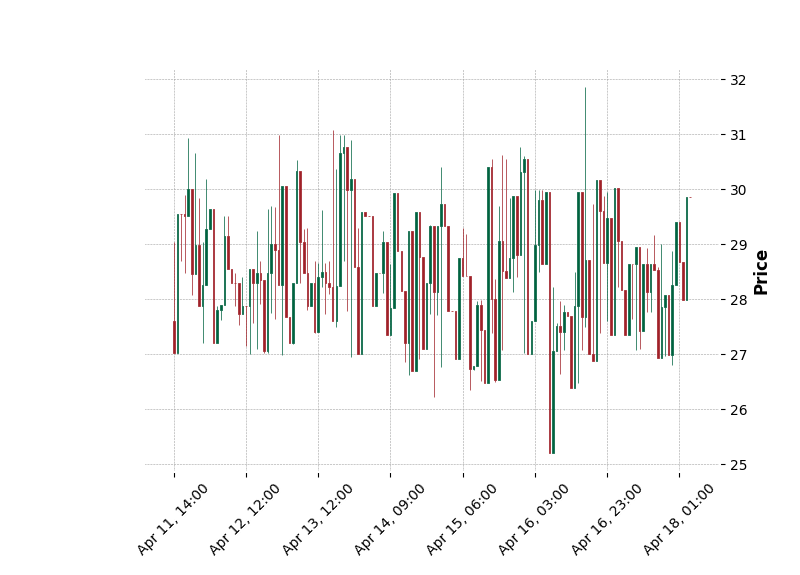 32
31
30
29
28
27
26
25
Price
Apr 11, 14:00
Apr 12, 12:00
Apr 13, 12:00
Apr 14, 09:00
Apr 15, 06:00
Apr 16, 03:00
Apr 16, 23:00
Apr 18, 01:00